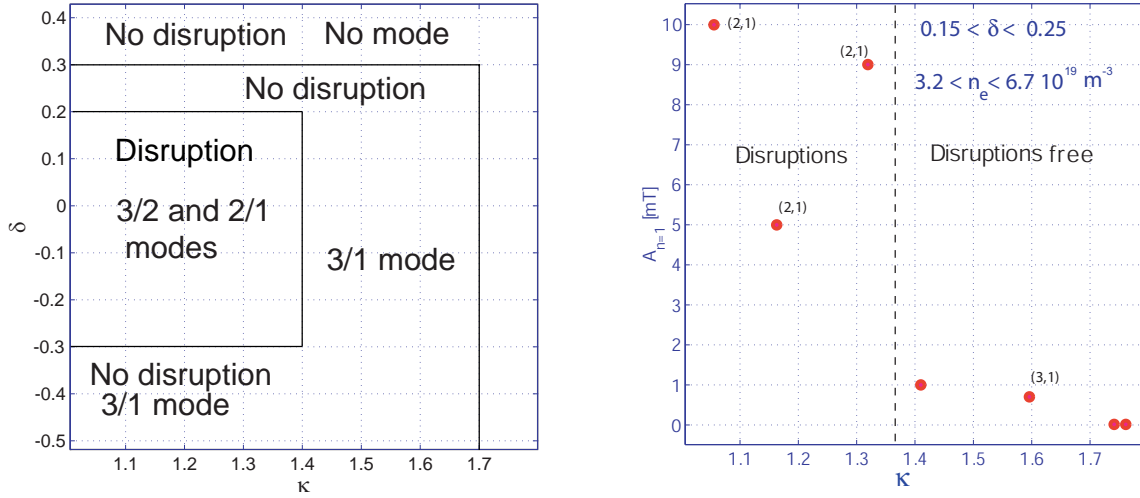 No disruption No mode
No disruption
Disruption
3/2 and 2/1
modes
3/1 mode
No disruption
3/1 mode
0.4
0.3
0.2
0.1
0
-0.1
-0.2
-0.3
-0.4
-0.5
δ
1.1 1.2 1.3 1.4 1.5 1.6 1.7
κ
10
9
8
7
6
5
4
3
2
1
0
A_{n=1} [mT]
(2,1)
(2,1)
0.15 < δ < 0.25
3.2 < n_e < 6.7 10^{19} m^{-3}
Disruptions
Disruptions free
(2,1)
(3,1)
1.1 1.2 1.3 1.4 1.5 1.6 1.7
κ